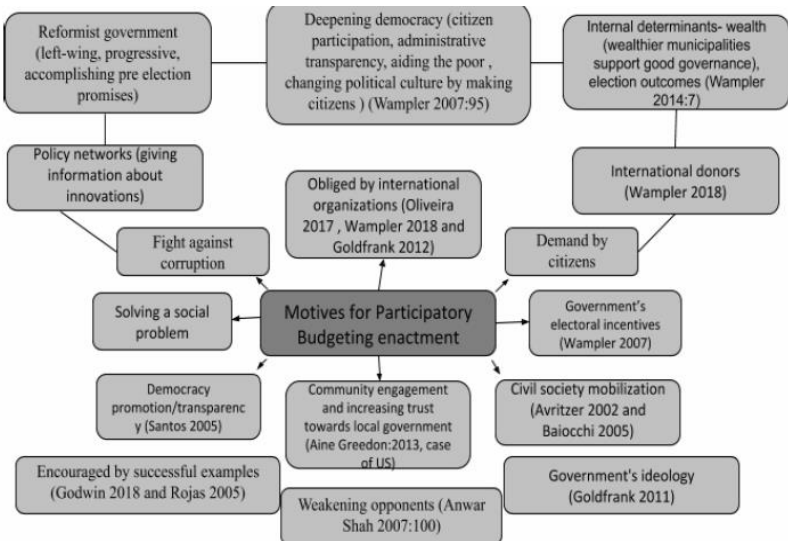 Reformist government
(left-wing, progressive,
accomplishing pre election
promises)
Deepening democracy (citizen
participation, administrative
transparency, aiding the poor ,
changing political culture by making
citizens ) (Wampler 2007:95)
Internal determinants- wealth
(wealthier municipalities
support good governance),
election outcomes (Wampler
2014:7)
Policy networks (giving
information about
innovations)
Obliged by international
organizations (Oliveira
2017 , Wampler 2018 and
Goldfrank 2012)
International donors
(Wampler 2018)
Fight against
corruption
Demand by
citizens
Solving a social
problem
Motives for Participatory
Budgeting enactment
Government's
electoral incentives
(Wampler 2007)
Democracy
promotion/transparenc
y (Santos 2005)
Community engagement
and increasing trust
towards local government
(Aine Greedon:2013, case
of US)
Civil society mobilization
(Avritzer 2002 and
Baiocchi 2005)
Encouraged by successful examples
(Godwin 2018 and Rojas 2005)
Weakening opponents (Anwar
Shah 2007:100)
Government's ideology
(Goldfrank 2011)